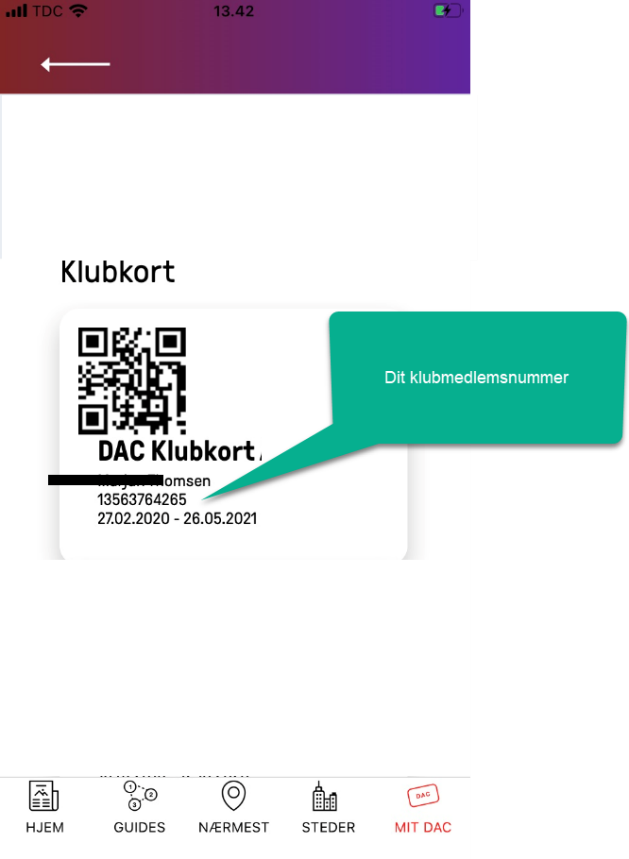 TDC
13.42
Klubkort
Dit klubmedlemsnummer
DAC Klubkort
13563764265
27.02.2020 - 26.05.2021
DAC
HJEM
GUIDES
NÆRMEST
STEDER
MIT DAC